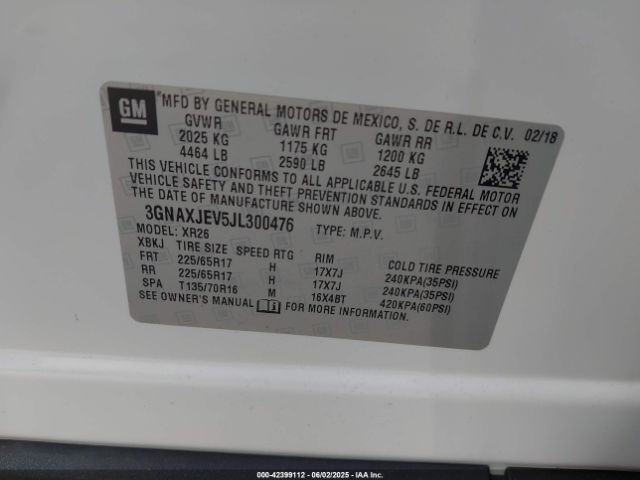 GM
*MFD BY GENERAL MOTORS DE MEXICO, S. DE R.L. DE C.V. 02/18
GVWR GAWR FRT GAWR RR
2025 KG 1175 KG 1200 KG
4464 LB 2590 LB 2645 LB
THIS VEHICLE CONFORMS TO ALL APPLICABLE U.S. FEDERAL MOTOR
VEHICLE SAFETY AND THEFT PREVENTION STANDARDS IN EFFECT ON
THE DATE OF MANUFACTURE SHOWN ABOVE.
3GNAXJEV5JL300476 TYPE: M.P.V.
MODEL: XR26
XBKJ TIRE SIZE SPEED RTG RIM COLD TIRE PRESSURE
FRT 225/65R17 H 17X7J 240KPA(35PSI)
RR 225/65R17 H 17X7J 240KPA(35PSI)
SPA T135/70R16 M 16X4BT 420KPA(60PSI)
SEE OWNER'S MANUAL FOR MORE INFORMATION.
000-42399112 - 06/02/2025 - IAA Inc. (c)